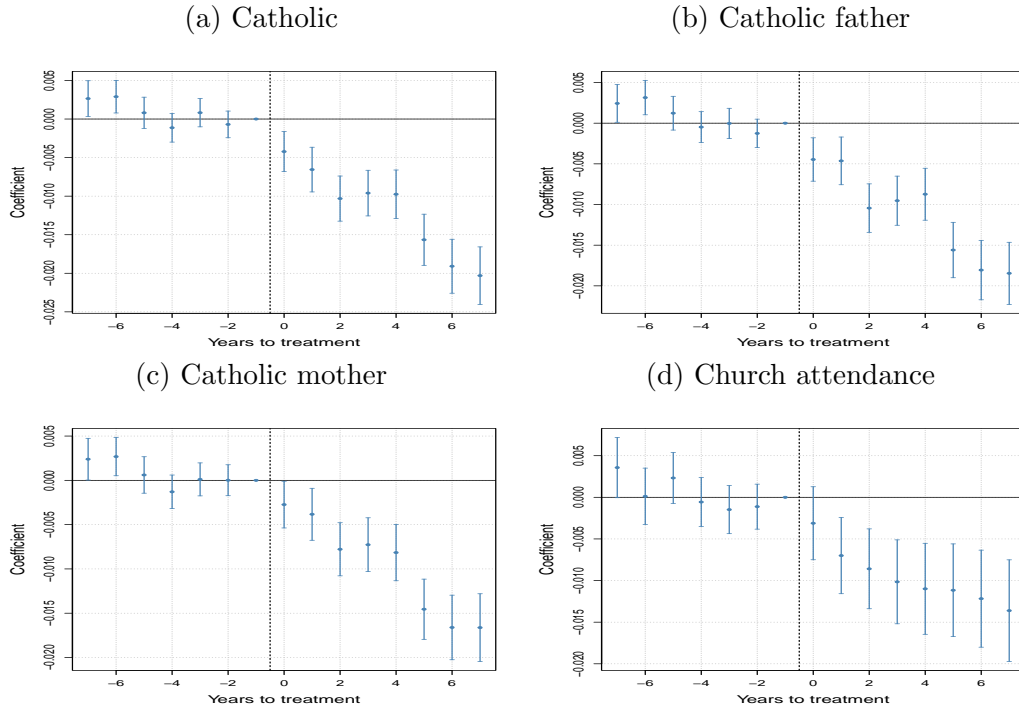 (a) Catholic
(b) Catholic father
0.005
0.000
−0.005
−0.010
−0.015
−0.020
−0.025
Coefficient
−6 −4 −2 0 2 4 6
Years to treatment
0.005
0.000
−0.005
−0.010
−0.015
−0.020
Coefficient
−6 −4 −2 0 2 4 6
Years to treatment
(c) Catholic mother
(d) Church attendance
0.005
0.000
−0.005
−0.010
−0.015
−0.020
Coefficient
−6 −4 −2 0 2 4 6
Years to treatment
0.005
0.000
−0.005
−0.010
−0.015
−0.020
Coefficient
−6 −4 −2 0 2 4 6
Years to treatment